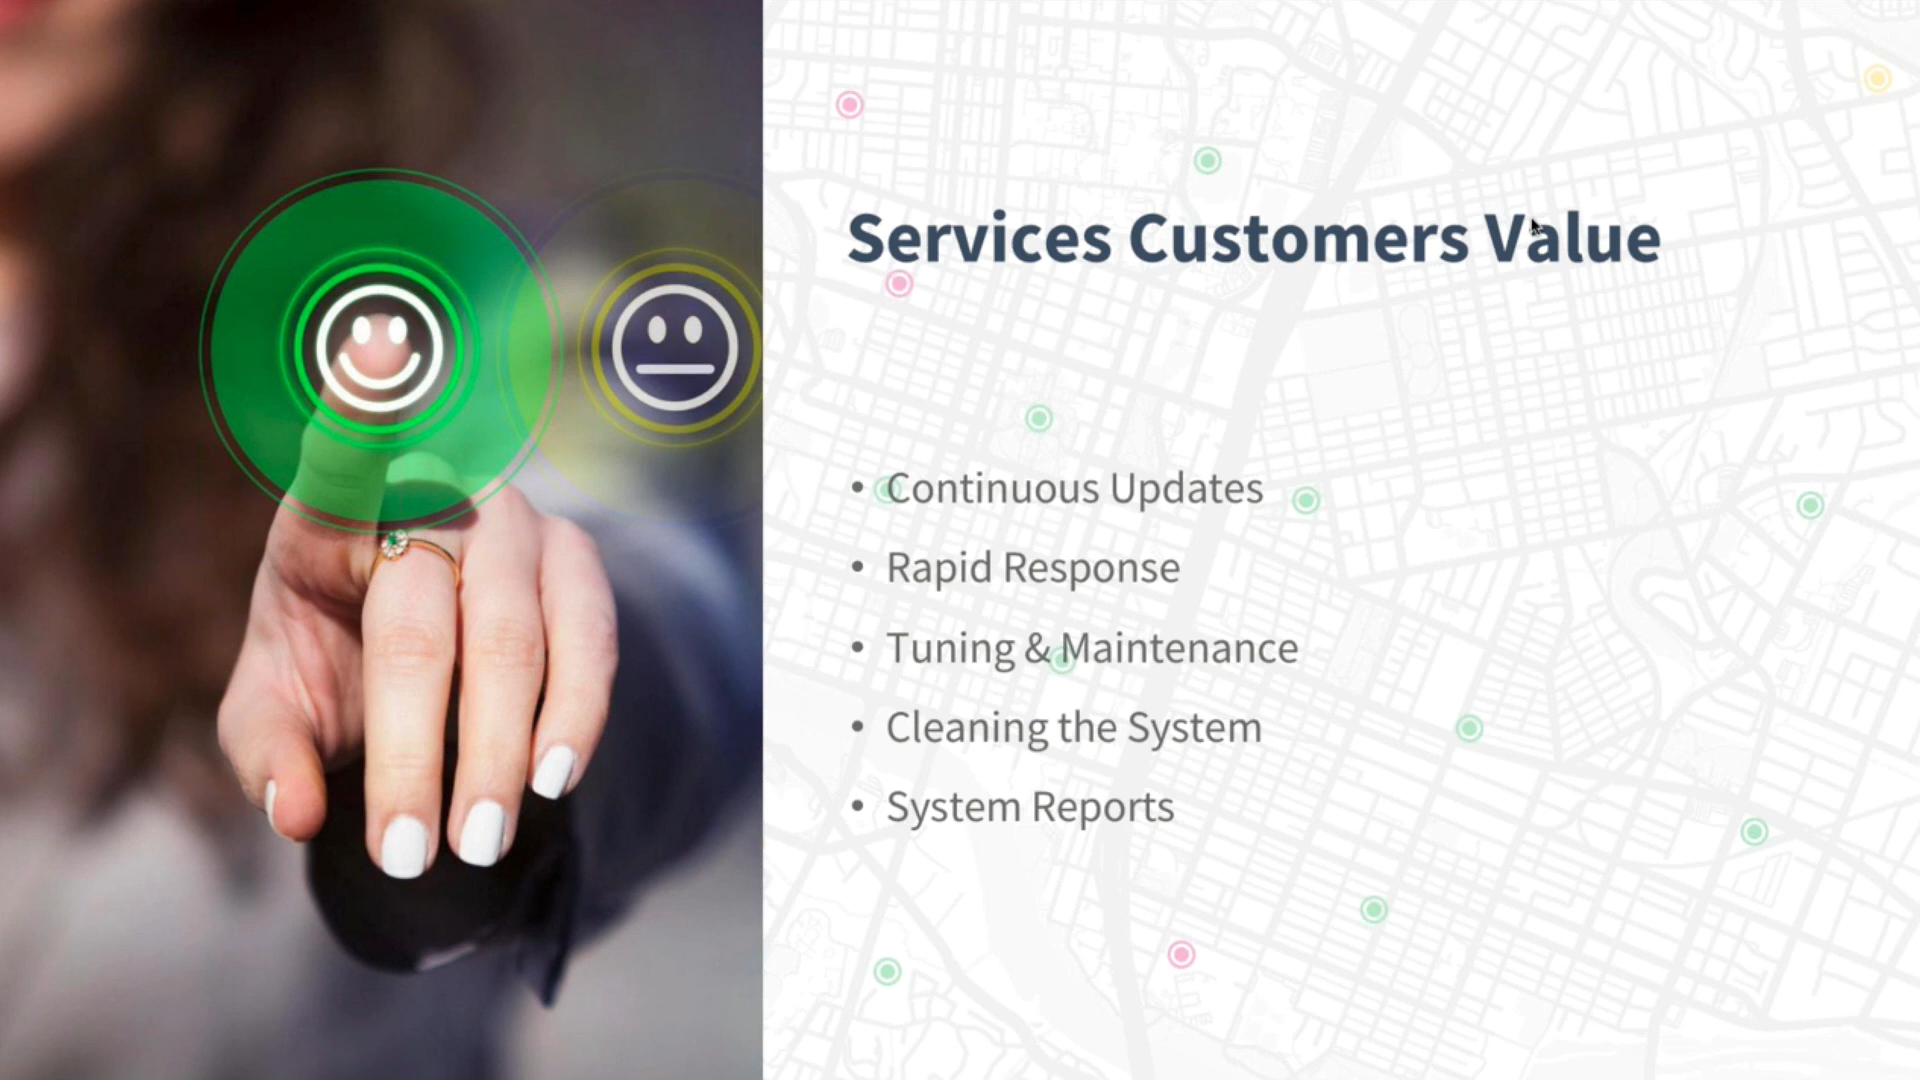 Services Customers Value
• Continuous Updates
• Rapid Response
• Tuning & Maintenance
• Cleaning the System
• System Reports